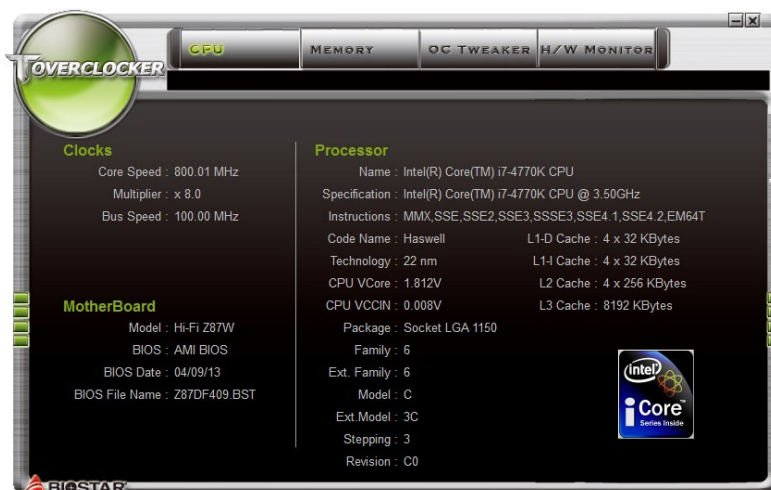 TOVERCLOCKER
CPU
MEMORY
OC TWEAKER
H/W MONITOR
Clocks
Core Speed : 800.01 MHz
Multiplier : x 8.0
Bus Speed : 100.00 MHz
MotherBoard
Model : Hi-Fi Z87W
BIOS : AMI BIOS
BIOS Date : 04/09/13
BIOS File Name : Z87DF409.BST
Processor
Name : Intel(R) Core(TM) i7-4770K CPU
Specification : Intel(R) Core(TM) i7-4770K CPU @ 3.50GHz
Instructions : MMX,SSE,SSE2,SSE3,SSSE3,SSE4.1,SSE4.2,EM64T
Code Name : Haswell L1-D Cache : 4 x 32 KBytes
Technology : 22 nm L1-I Cache : 4 x 32 KBytes
CPU VCore : 1.812V L2 Cache : 4 x 256 KBytes
CPU VCCIN : 0.008V L3 Cache : 8192 KBytes
Package : Socket LGA 1150
Family : 6
Ext. Family : 6
Model : C
Ext.Model : 3C
Stepping : 3
Revision : C0
intel
Core™
Series Inside
BIOSTAR